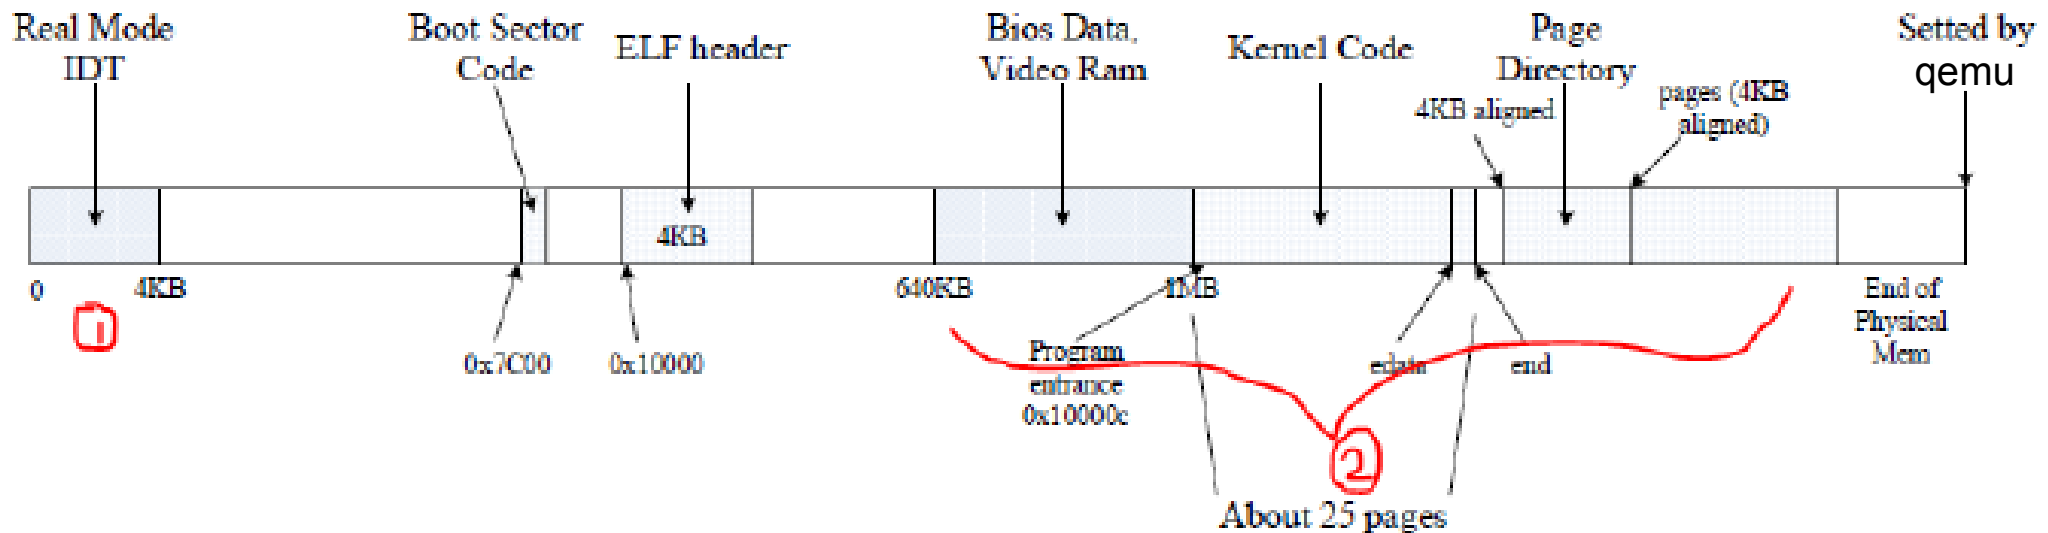 Real Mode
IDT
Boot Sector
Code
ELF header
Bios Data,
Video Ram
Kernel Code
Page
Directory
Setted by
qemu
4KB aligned
pages (4KB
aligned)
4KB
0
4KB
640KB
1MB
End of
Physical
Mem
1
0x7C00
0x10000
Program
entrance
0x10000c
edata
end
2
About 25 pages